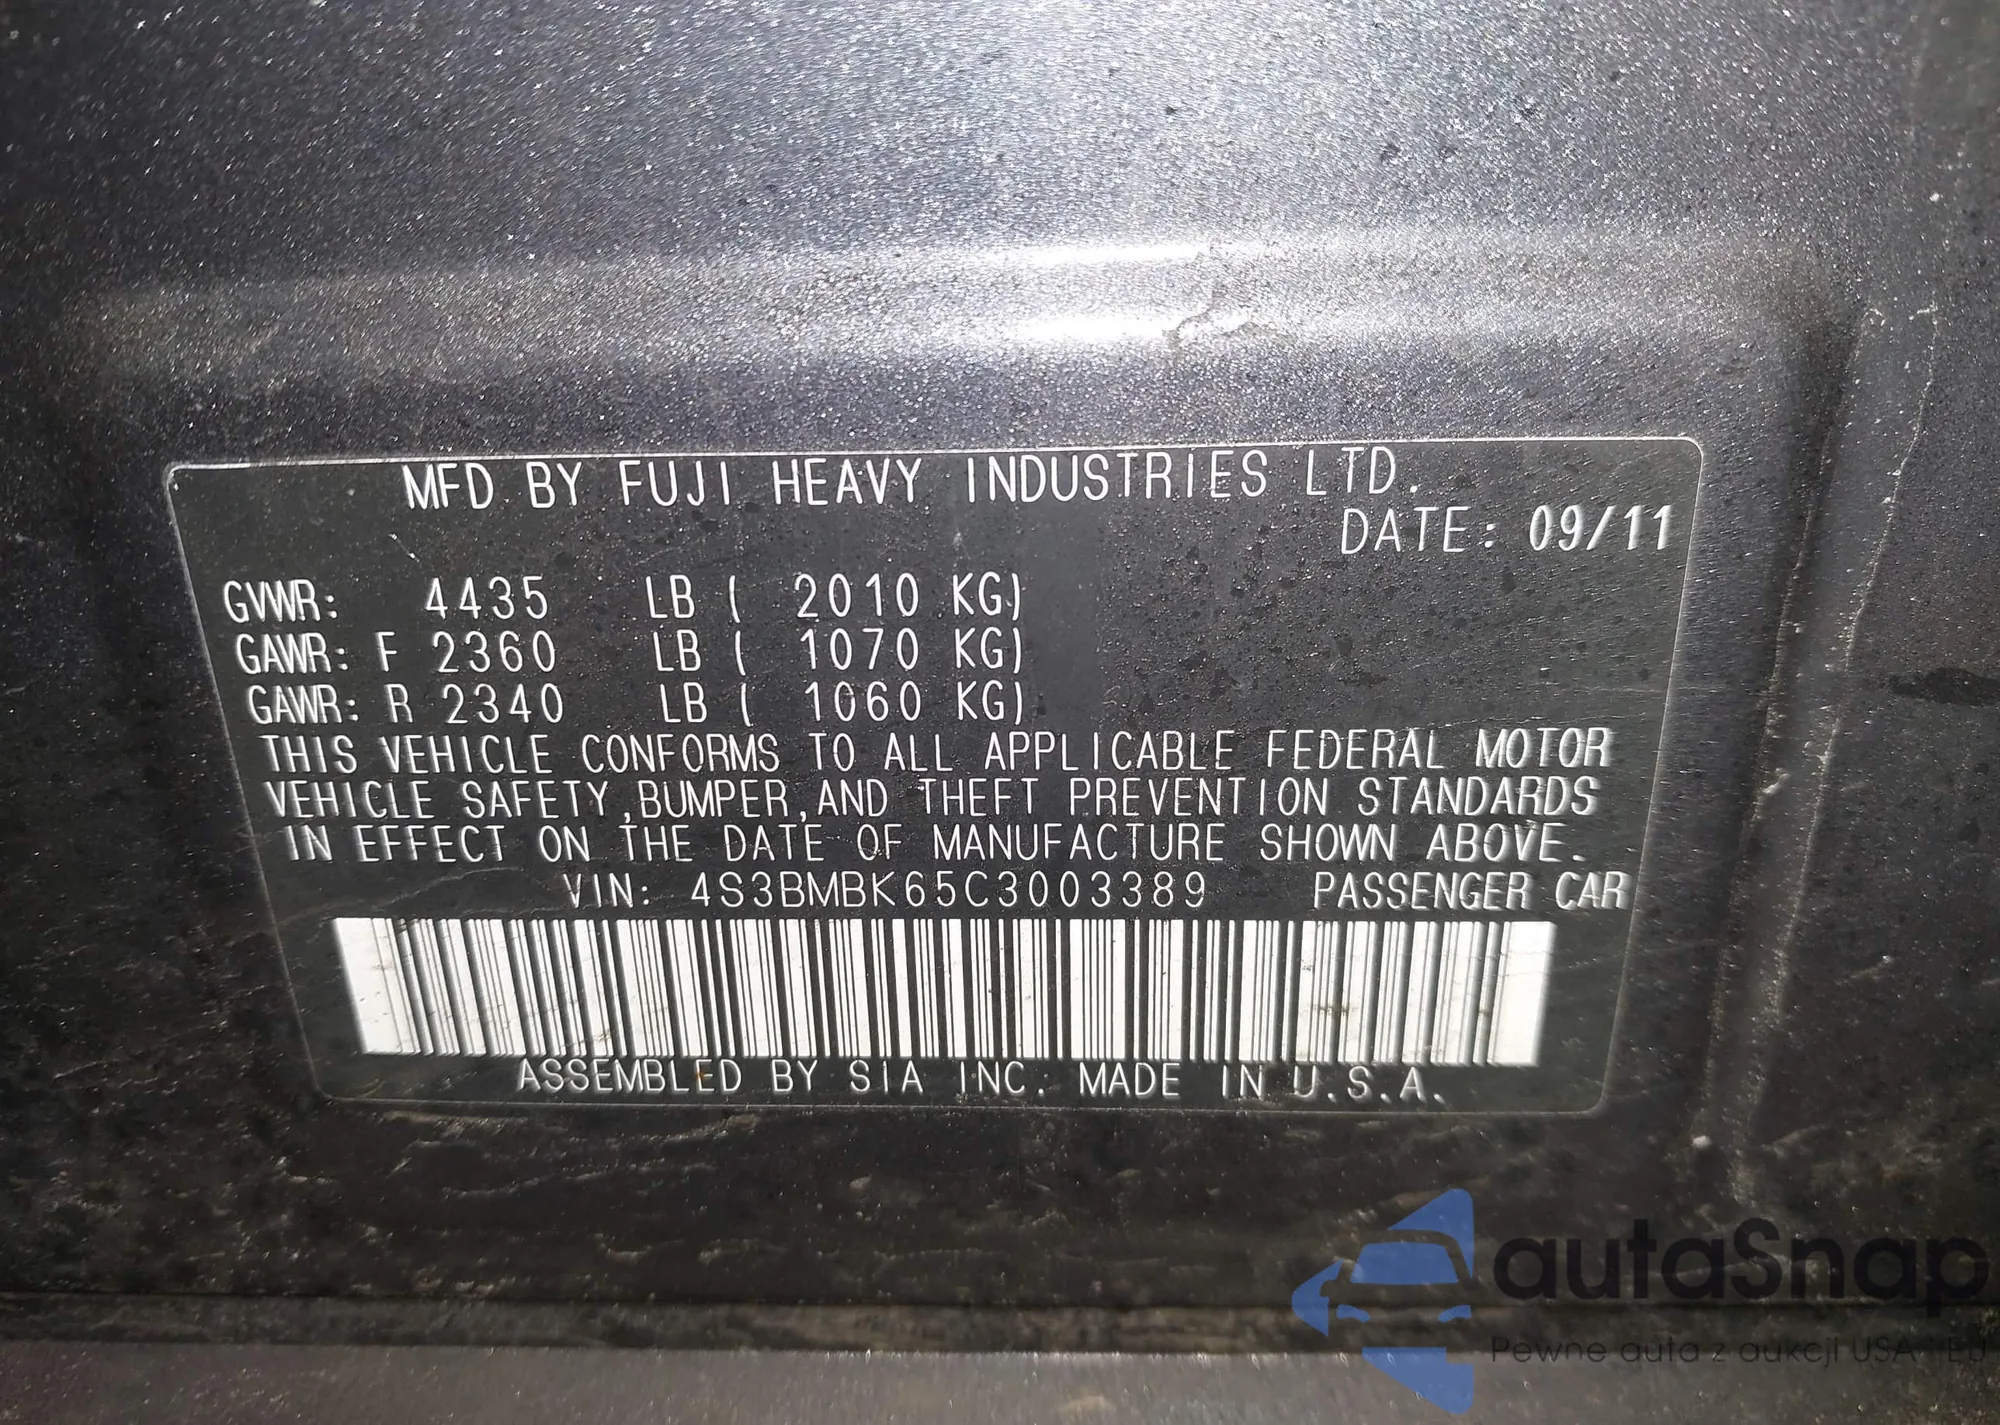 MFD BY FUJI HEAVY INDUSTRIES LTD.
DATE: 09/11
GVWR: 4435 LB ( 2010 KG)
GAWR: F 2360 LB ( 1070 KG)
GAWR: R 2340 LB ( 1060 KG)
THIS VEHICLE CONFORMS TO ALL APPLICABLE FEDERAL MOTOR
VEHICLE SAFETY,BUMPER,AND THEFT PREVENTION STANDARDS
IN EFFECT ON THE DATE OF MANUFACTURE SHOWN ABOVE.
VIN: 4S3BMBK65C3003389 PASSENGER CAR
ASSEMBLED BY SIA INC. MADE IN U.S.A.
autaSnap
Pewne auta z aukcji USA i EU